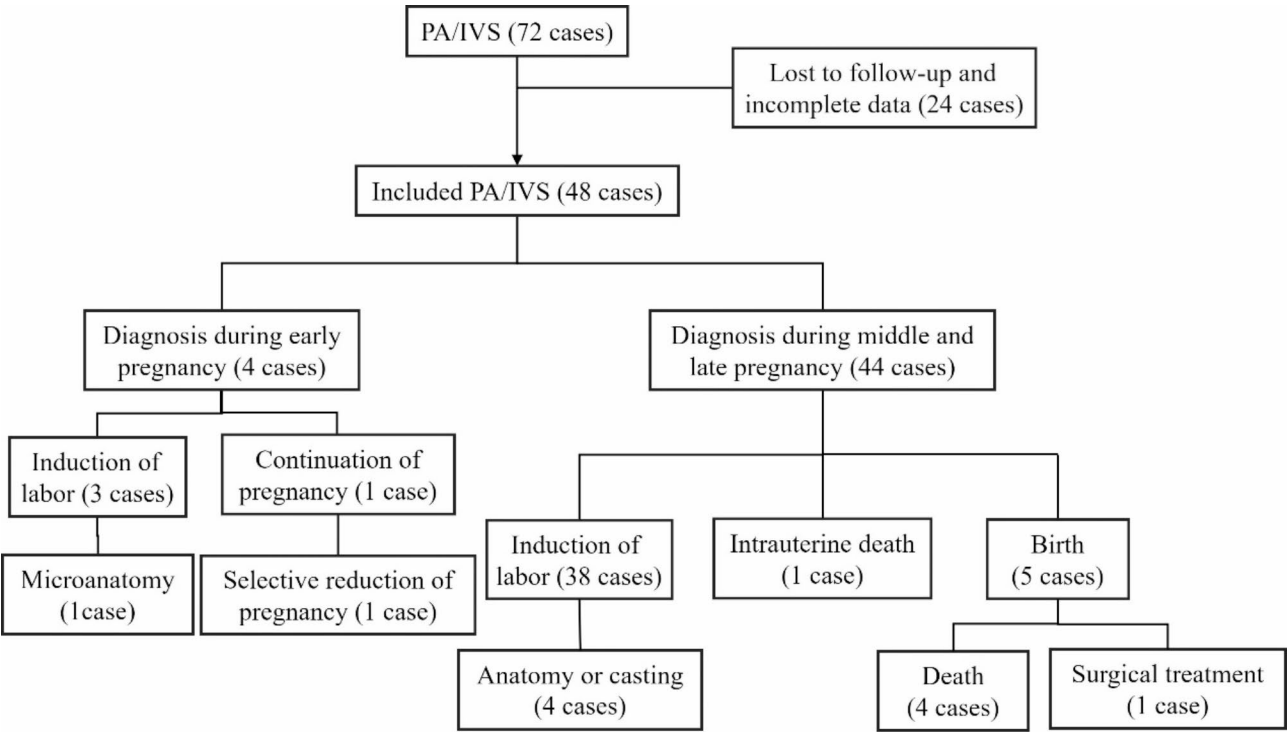 PA/IVS (72 cases)
Lost to follow-up and
incomplete data (24 cases)
Included PA/IVS (48 cases)
Diagnosis during early
pregnancy (4 cases)
Diagnosis during middle and
late pregnancy (44 cases)
Induction of
labor (3 cases)
Continuation of
pregnancy (1 case)
Induction of
labor (38 cases)
Intrauterine death
(1 case)
Birth
(5 cases)
Microanatomy
(1case)
Selective reduction of
pregnancy (1 case)
Anatomy or casting
(4 cases)
Death
(4 cases)
Surgical treatment
(1 case)